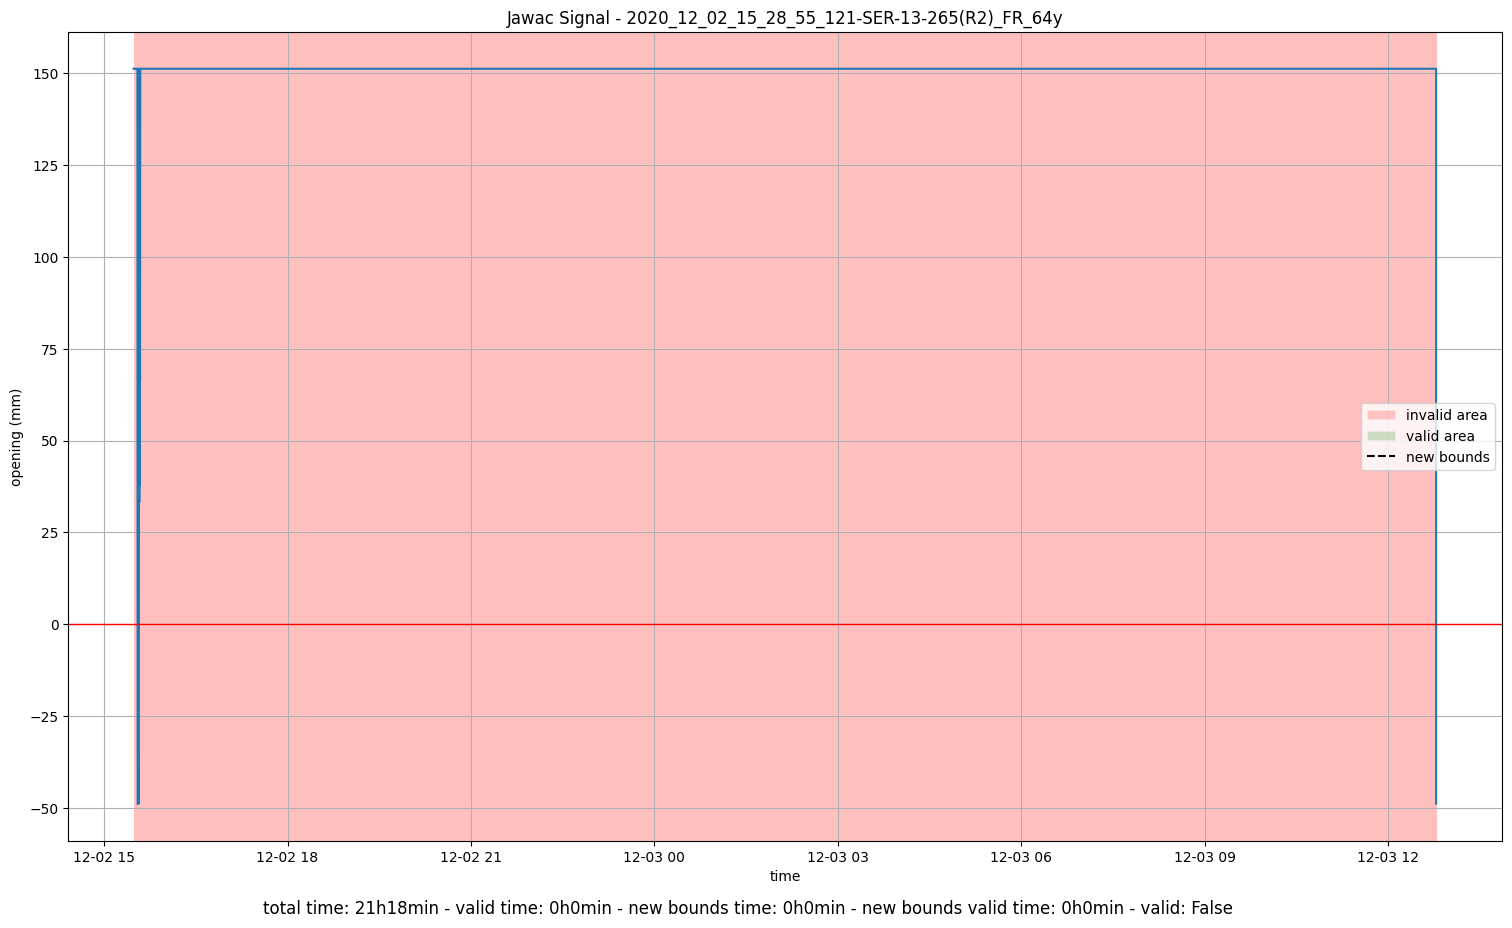 Jawac Signal - 2020_12_02_15_28_55_121-SER-13-265(R2)_FR_64y
150
125
100
75
50
25
0
−25
−50
opening (mm)
invalid area
valid area
new bounds
12-02 15 12-02 18 12-02 21 12-03 00 12-03 03 12-03 06 12-03 09 12-03 12
time
total time: 21h18min - valid time: 0h0min - new bounds time: 0h0min - new bounds valid time: 0h0min - valid: False